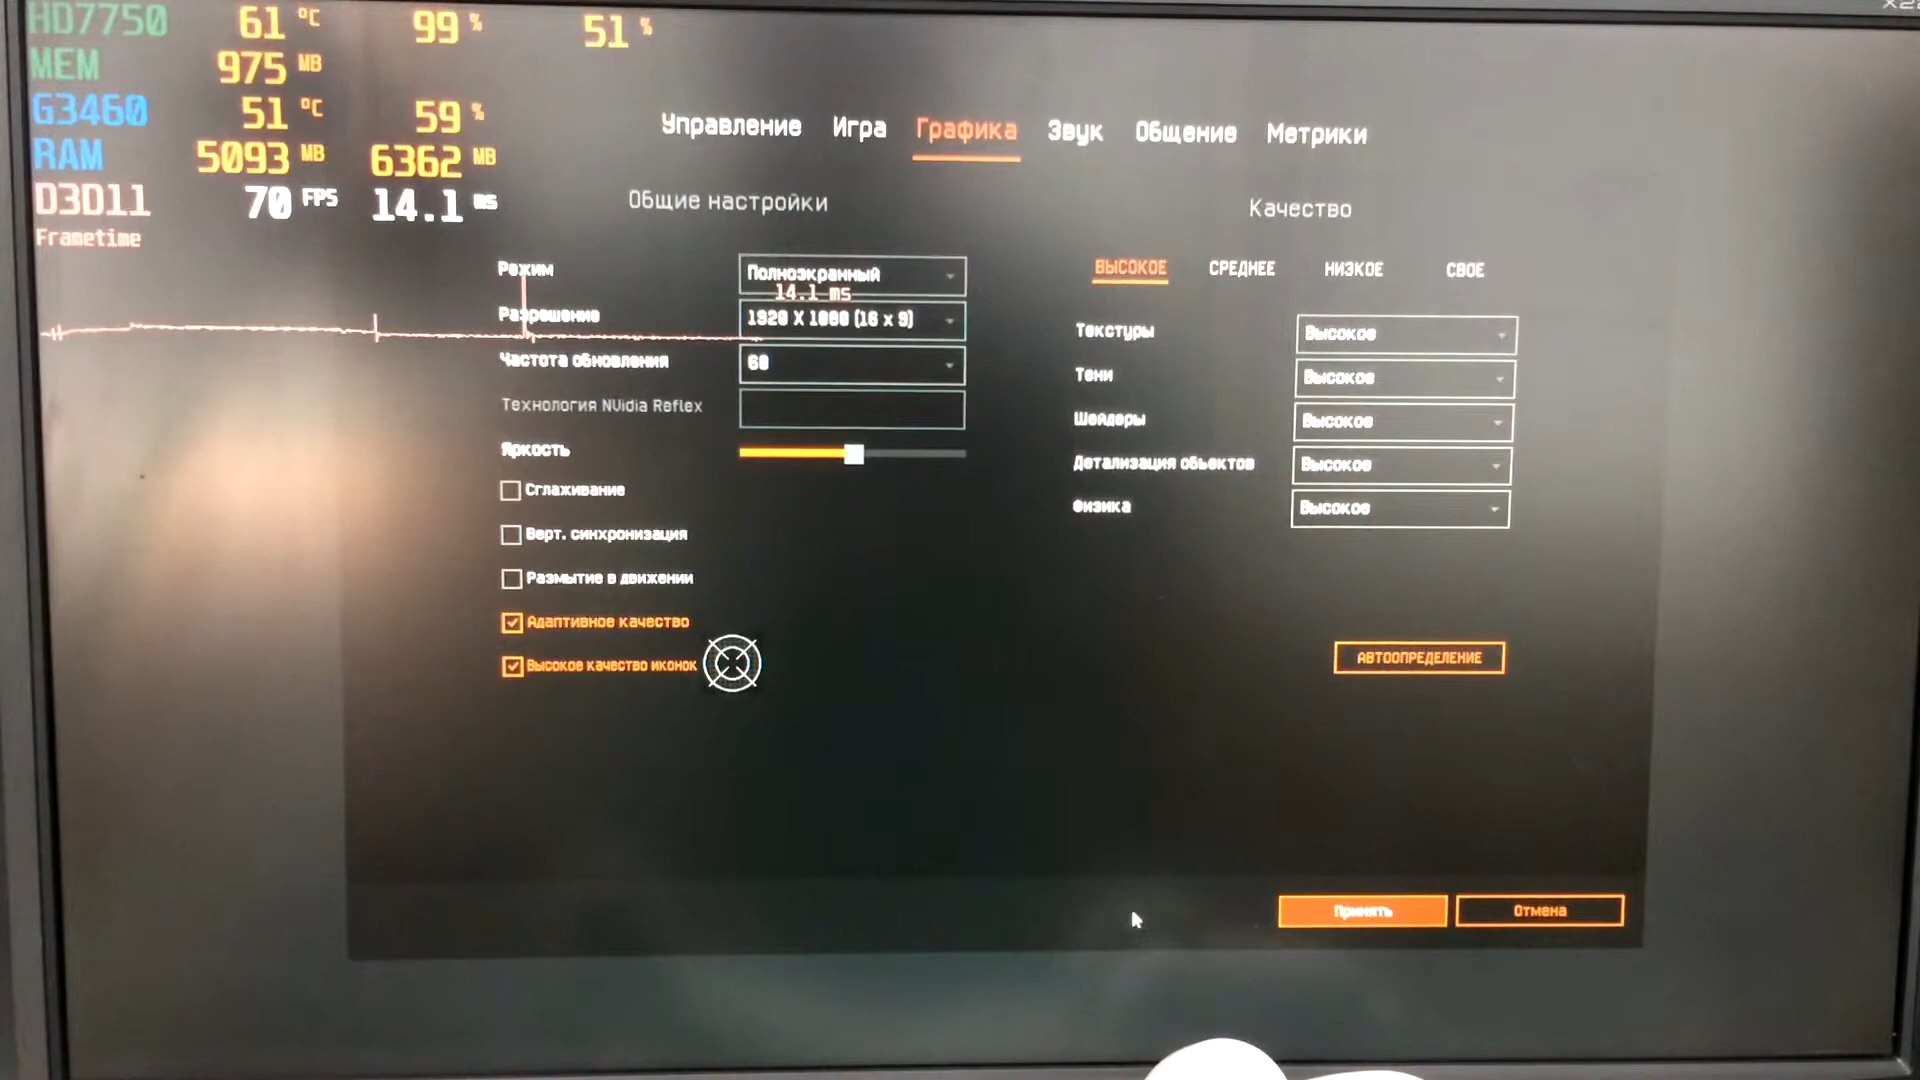 HD7750 61 °C 99 % 51 %
MEM 975 MB
G3460 51 °C 59 %
RAM 5093 MB 6362 MB
D3D11 70 FPS 14.1 ms
Frametime
14.1 ms
Управление Игра Графика Звук Общение Метрики
Общие настройки
Режим Полноэкранный
Разрешение 1920 X 1080 (16 x 9)
Частота обновления 60
Технология NVidia Reflex
Яркость
Сглаживание
Верт. синхронизация
Размытие в движении
Адаптивное качество
Высокое качество иконок
Качество
ВЫСОКОЕ СРЕДНЕЕ НИЗКОЕ СВОЕ
Текстуры Высокое
Тени Высокое
Шейдеры Высокое
Детализация объектов Высокое
Физика Высокое
АВТООПРЕДЕЛЕНИЕ
Принять Отмена